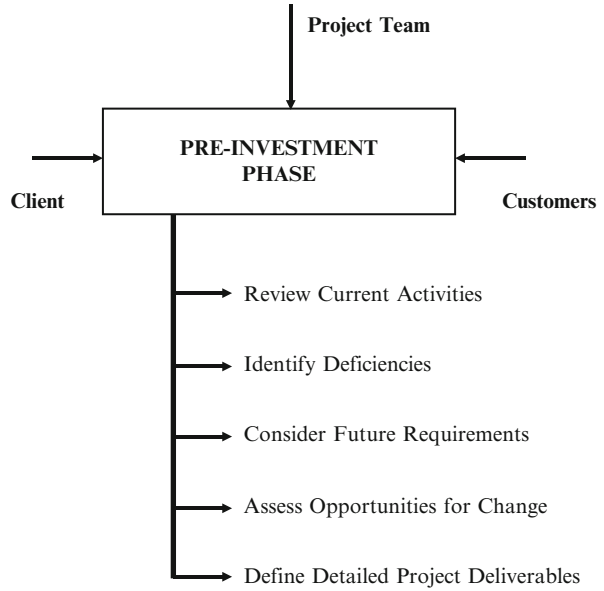 Project Team
PRE-INVESTMENT
PHASE
Client
Customers
Review Current Activities
Identify Deficiencies
Consider Future Requirements
Assess Opportunities for Change
Define Detailed Project Deliverables